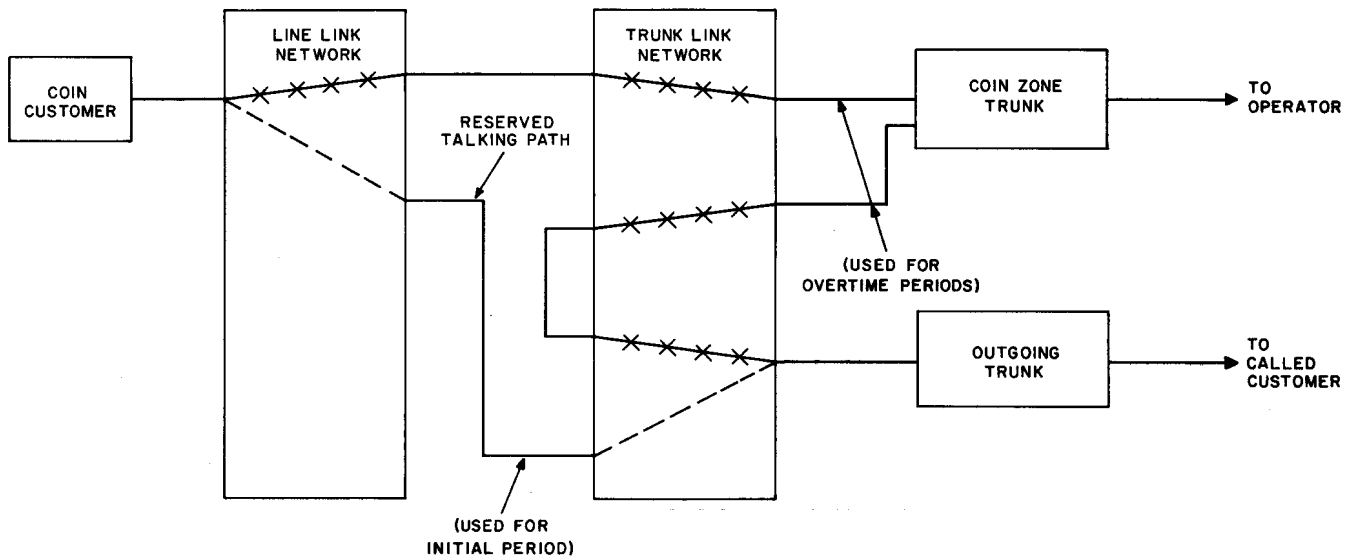 LINE LINK
NETWORK
TRUNK LINK
NETWORK
COIN
CUSTOMER
COIN ZONE
TRUNK
TO
OPERATOR
RESERVED
TALKING PATH
(USED FOR
OVERTIME PERIODS)
OUTGOING
TRUNK
TO
CALLED
CUSTOMER
(USED FOR
INITIAL PERIOD)